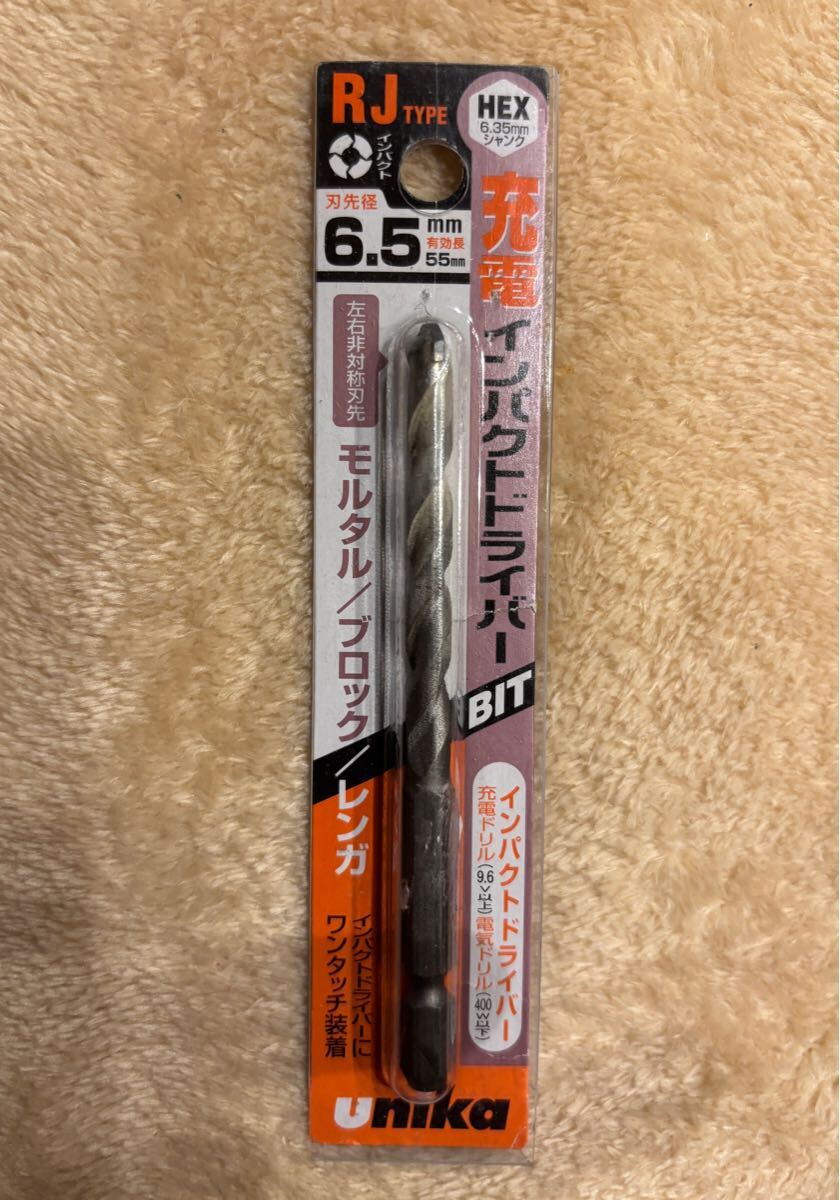 RJ TYPE
インパクト
HEX
6.35mm
シャンク
刃先径
6.5mm
有効長
55mm
充電インパクトドライバー
BIT
左右非対称刃先
モルタル/ブロック/レンガ
インパクトドライバー
充電ドリル(9.6V以上)電気ドリル(400W以下)
インパクトドライバーに
ワンタッチ装着
unika